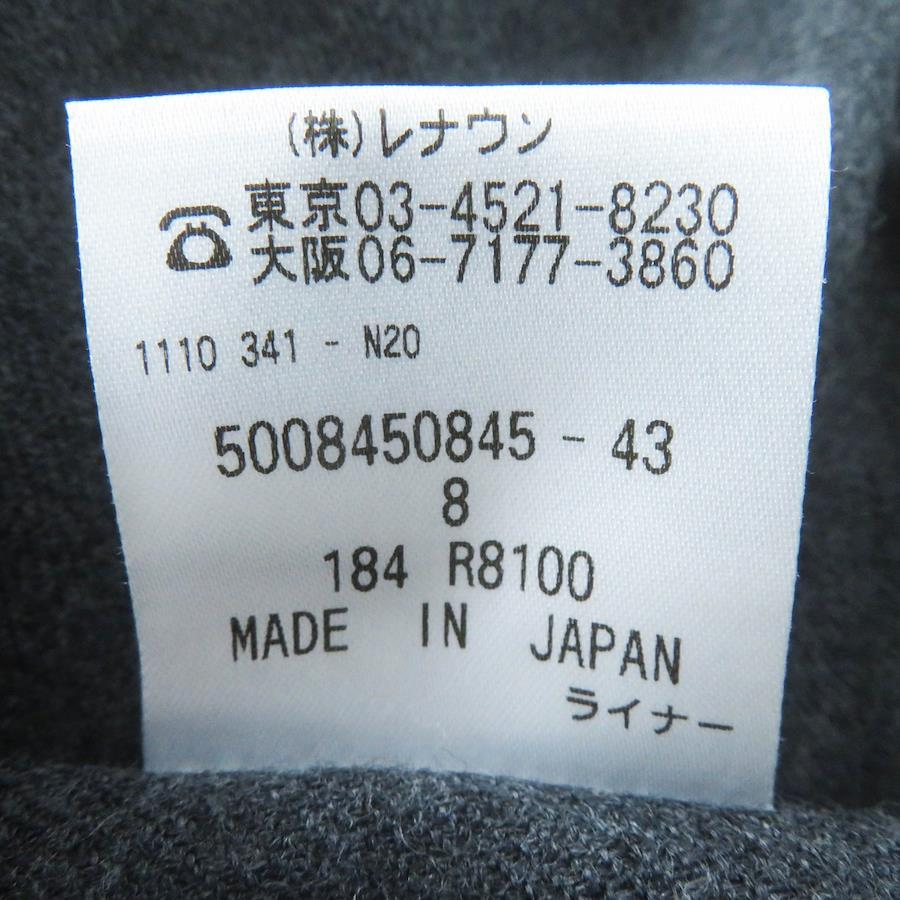 (株)レナウン
東京03-4521-8230
大阪06-7177-3860
1110 341 - N20
5008450845 - 43
8
184 R8100
MADE IN JAPAN
ライナー